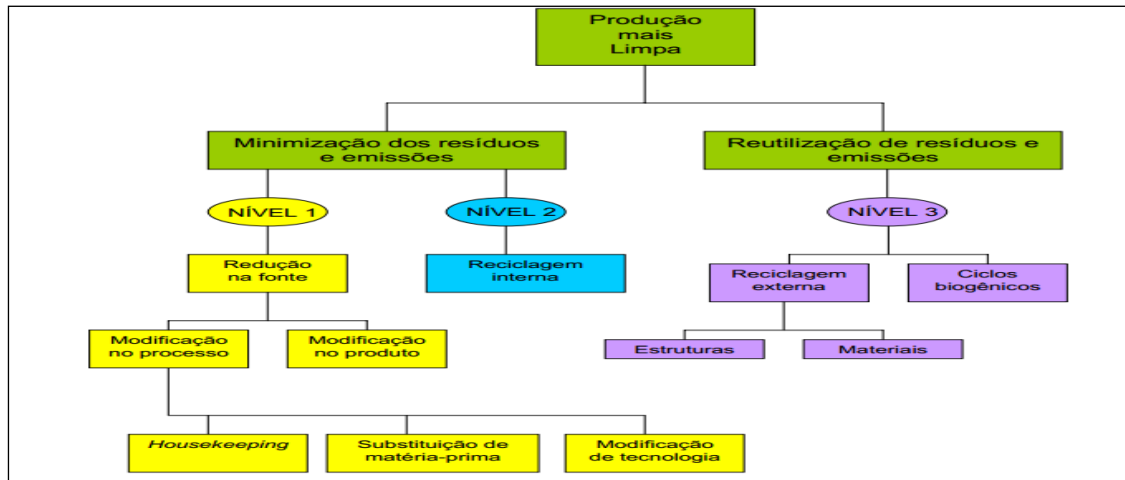 Produção
mais
Limpa
Minimização dos resíduos
e emissões
Reutilização de resíduos e
emissões
NÍVEL 1
NÍVEL 2
NÍVEL 3
Redução
na fonte
Reciclagem
interna
Reciclagem
externa
Ciclos
biogênicos
Modificação
no processo
Modificação
no produto
Estruturas
Materiais
Housekeeping
Substituição de
matéria-prima
Modificação
de tecnologia